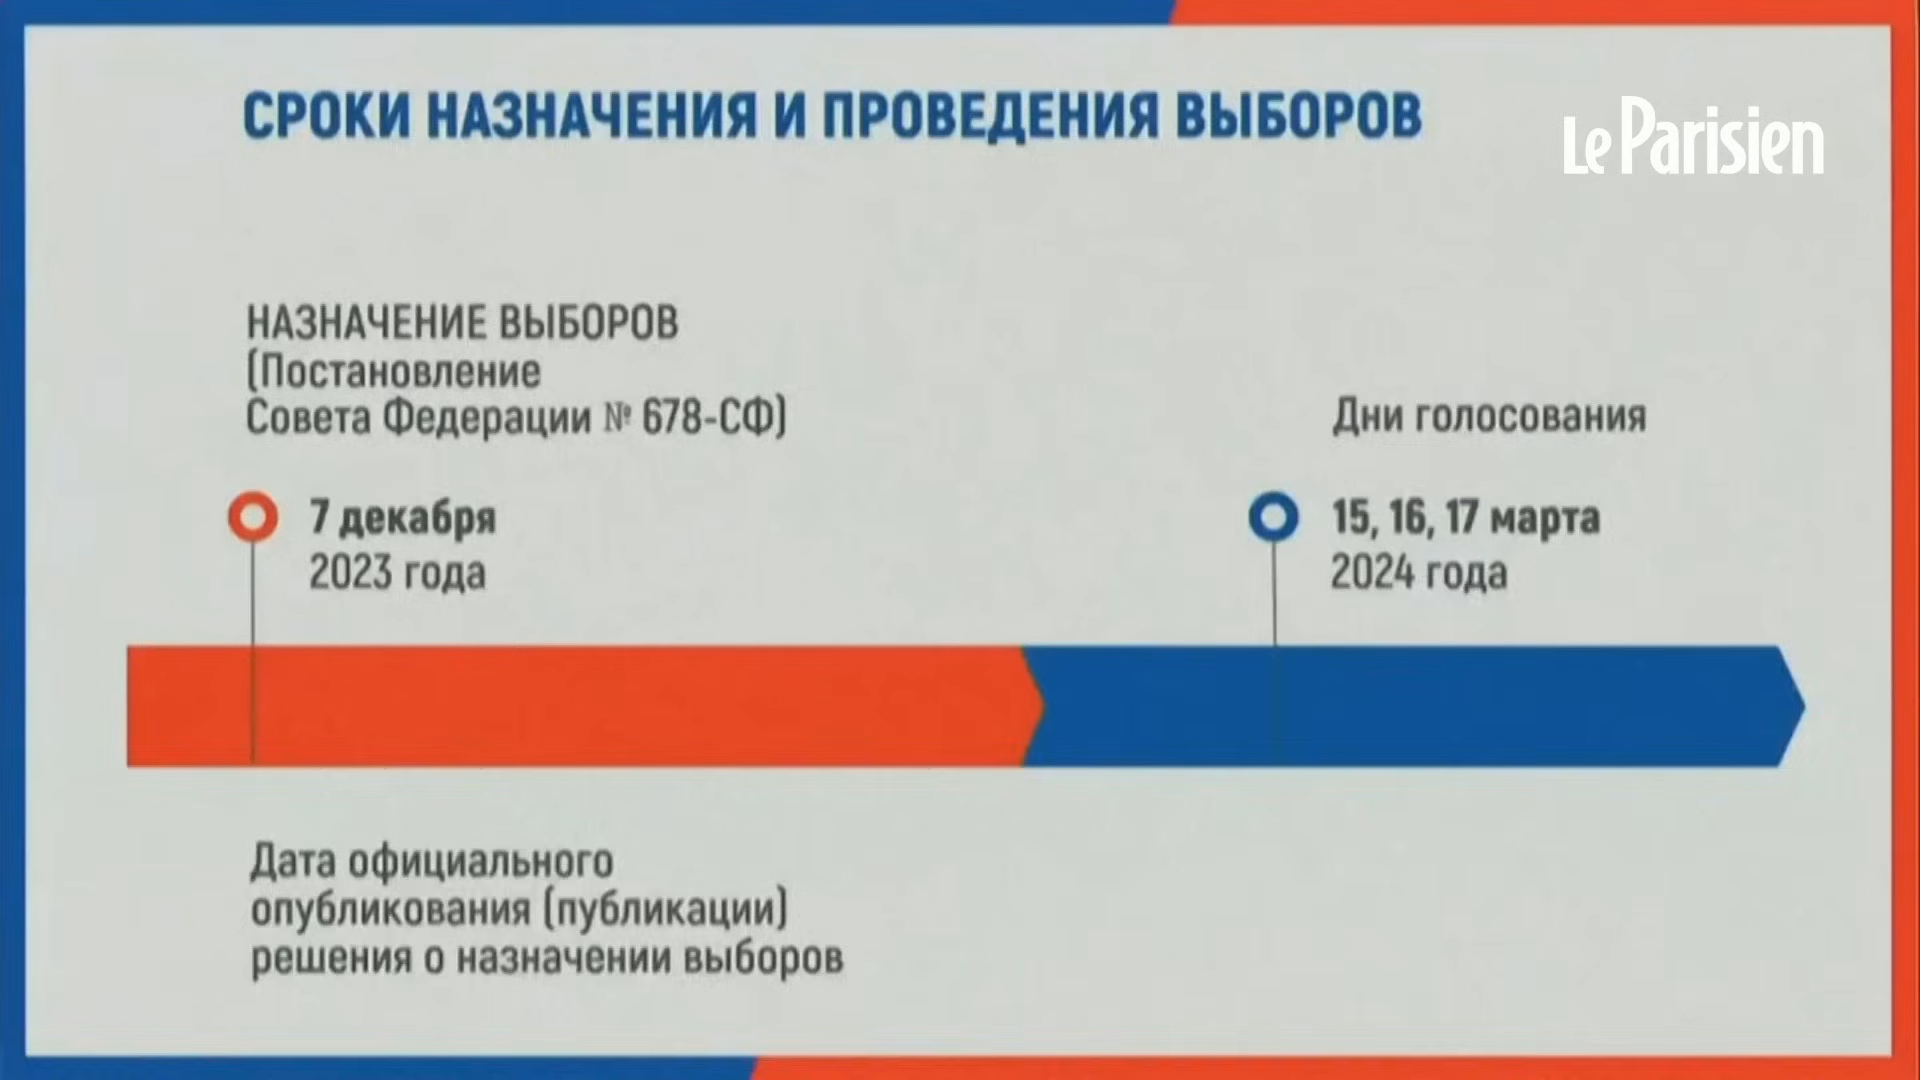 СРОКИ НАЗНАЧЕНИЯ И ПРОВЕДЕНИЯ ВЫБОРОВ
Le Parisien
НАЗНАЧЕНИЕ ВЫБОРОВ
(Постановление
Совета Федерации № 678-СФ)
7 декабря
2023 года
Дни голосования
15, 16, 17 марта
2024 года
Дата официального
опубликования (публикации)
решения о назначении выборов